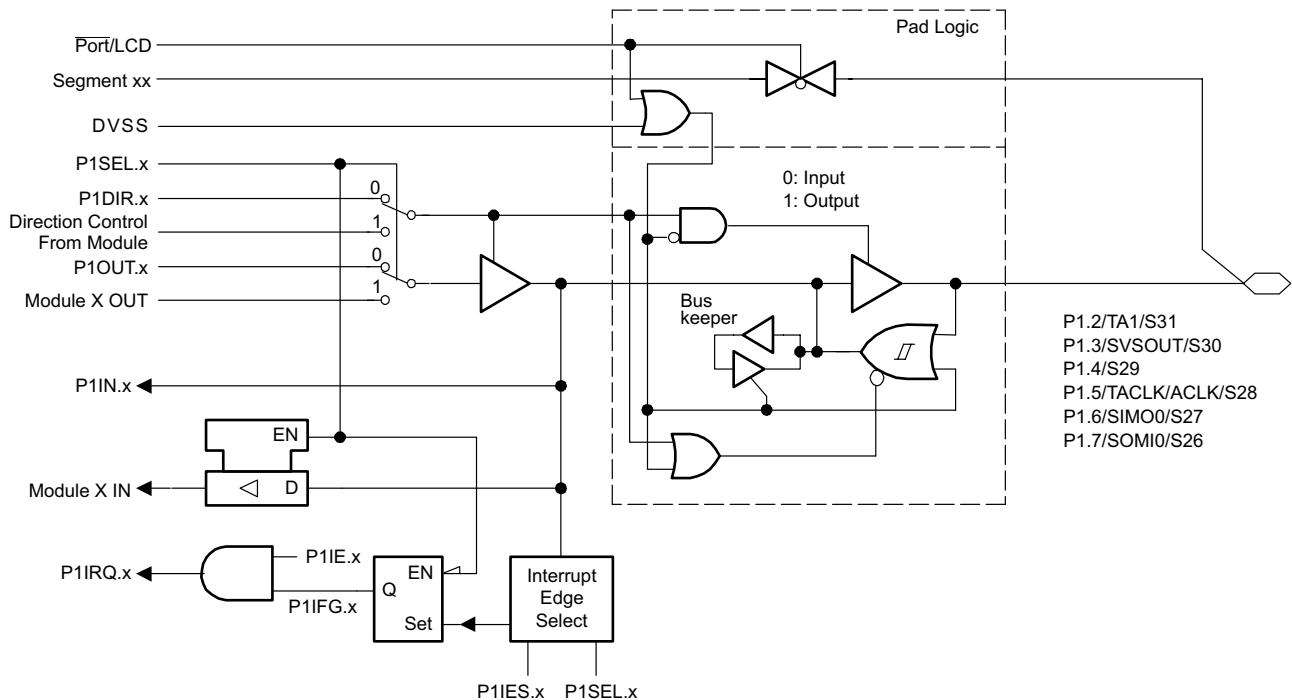 Pad Logic
P̅o̅r̅t̅/LCD
Segment xx
DVSS
P1SEL.x
P1DIR.x
0
0: Input
1: Output
Direction Control
From Module
1
P1OUT.x
0
Module X OUT
1
Bus
keeper
P1.2/TA1/S31
P1.3/SVSOUT/S30
P1.4/S29
P1.5/TACLK/ACLK/S28
P1.6/SIMO0/S27
P1.7/SOMI0/S26
P1IN.x
EN
Module X IN
D
P1IRQ.x
P1IE.x
P1IFG.x
EN
Q
Set
Interrupt
Edge
Select
P1IES.x P1SEL.x